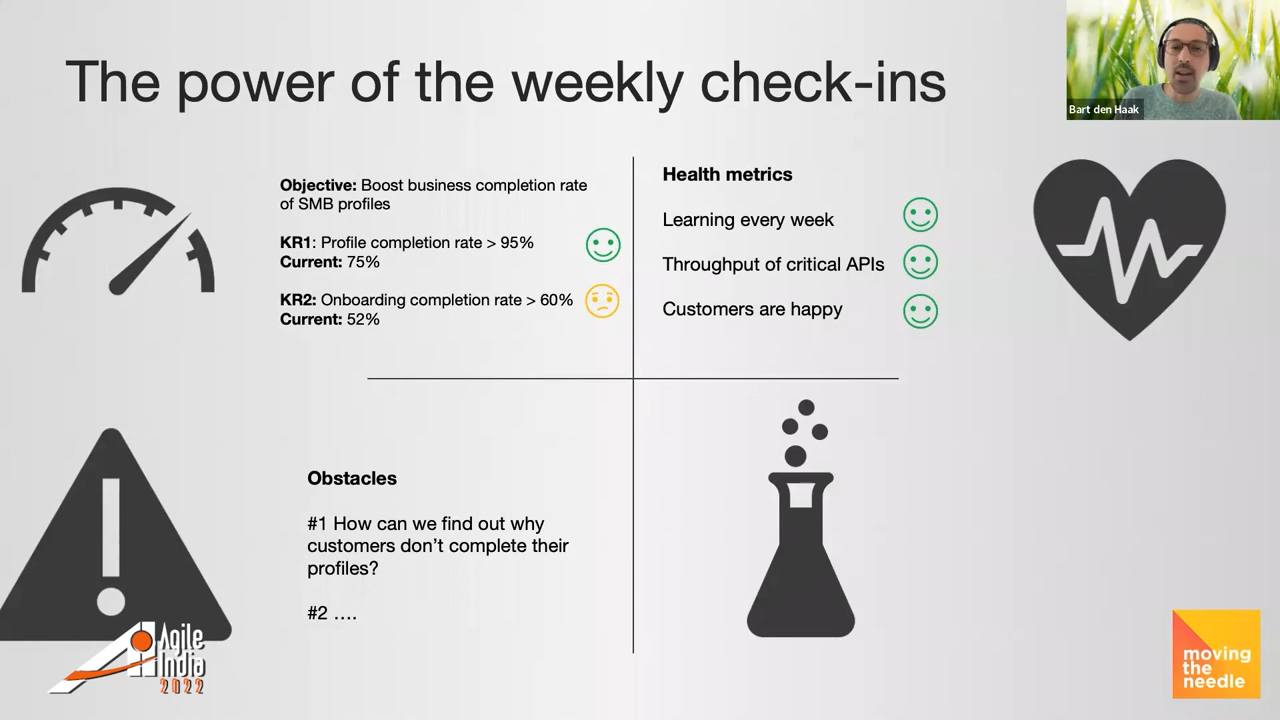 The power of the weekly check-ins
Bart den Haak
Objective: Boost business completion rate
of SMB profiles
KR1: Profile completion rate > 95%
Current: 75%
KR2: Onboarding completion rate > 60%
Current: 52%
Health metrics
Learning every week
Throughput of critical APIs
Customers are happy
Obstacles
#1 How can we find out why
customers don’t complete their
profiles?
#2 ….
Agile
India
2022
moving
the
needle